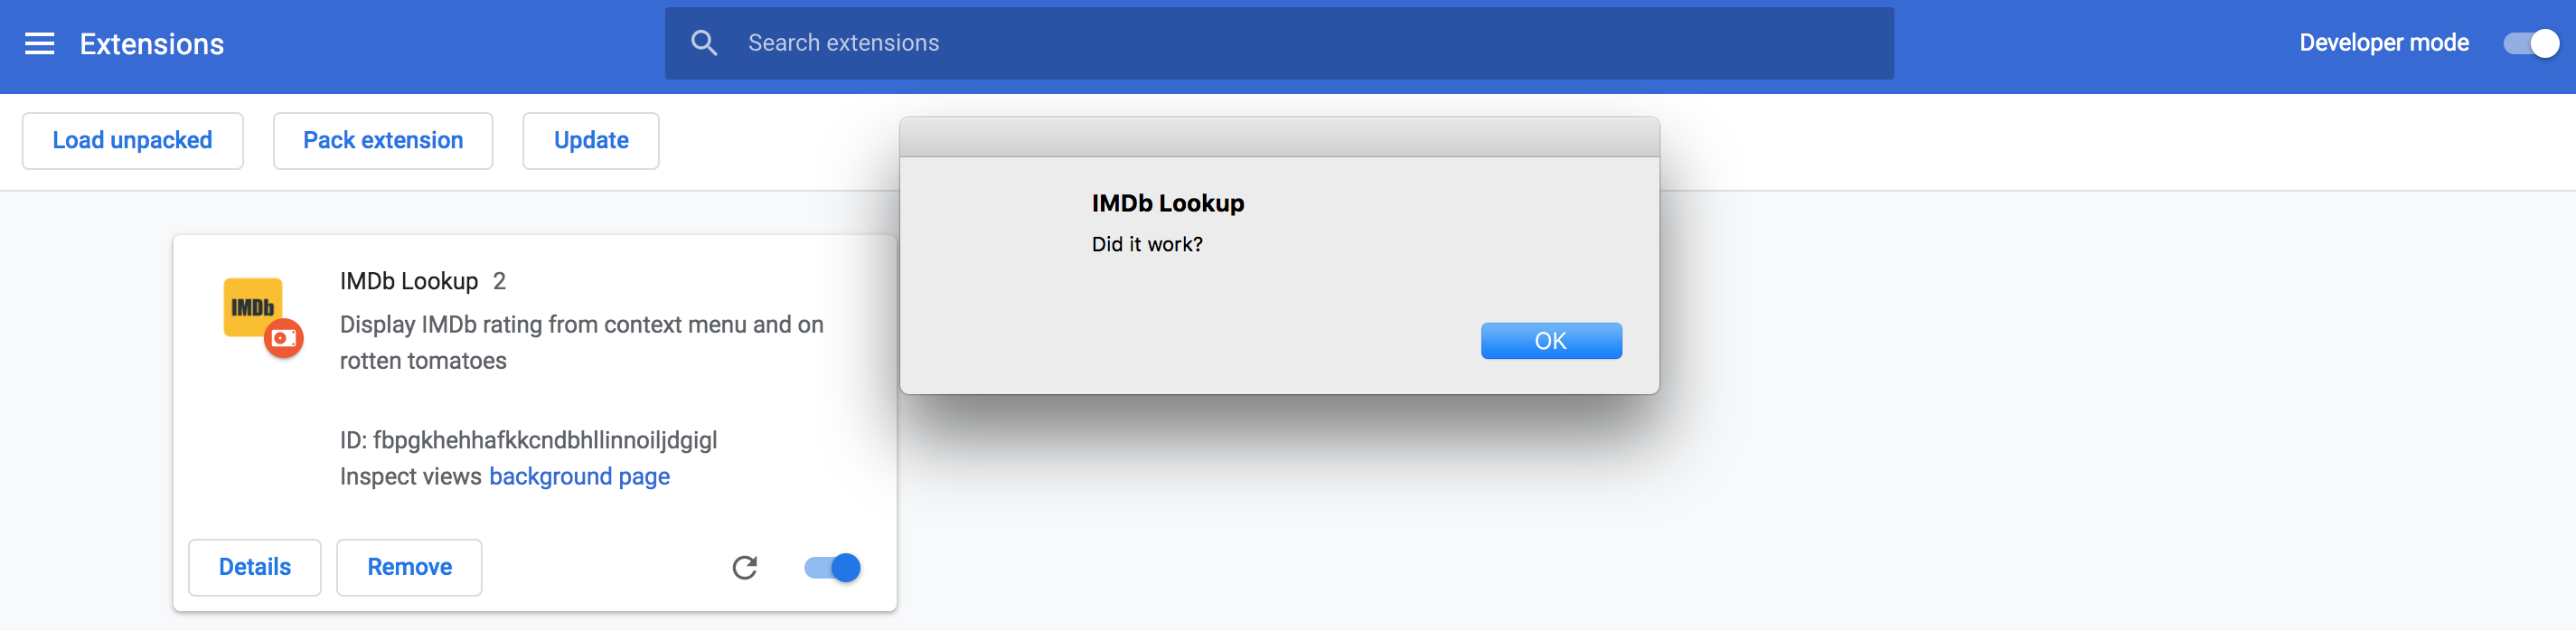 Extensions
Search extensions
Developer mode
Load unpacked
Pack extension
Update
IMDb Lookup
Did it work?
OK
IMDb
IMDb Lookup 2
Display IMDb rating from context menu and on
rotten tomatoes
ID: fbpgkhehhafkkcndbhllinnoiljdgigl
Inspect views background page
Details
Remove